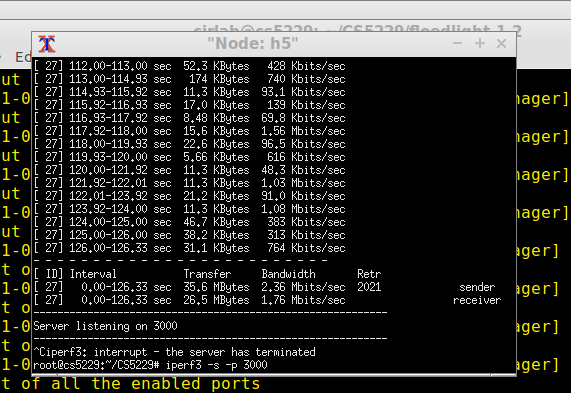 cirlab@cs5229: ~/CS5229/floodlight-1.2
"Node: h5"
Ed
[ 27] 112.00-113.00 sec 52.3 KBytes 428 Kbits/sec
[ 27] 113.00-114.93 sec 174 KBytes 740 Kbits/sec
[ 27] 114.93-115.92 sec 11.3 KBytes 93.1 Kbits/sec
[ 27] 115.92-116.93 sec 17.0 KBytes 139 Kbits/sec
[ 27] 116.93-117.92 sec 8.48 KBytes 69.8 Kbits/sec
[ 27] 117.92-118.00 sec 15.6 KBytes 1.56 Mbits/sec
[ 27] 118.00-119.93 sec 22.6 KBytes 96.5 Kbits/sec
[ 27] 119.93-120.00 sec 5.66 KBytes 616 Kbits/sec
[ 27] 120.00-121.92 sec 11.3 KBytes 48.3 Kbits/sec
[ 27] 121.92-122.01 sec 11.3 KBytes 1.03 Mbits/sec
[ 27] 122.01-123.92 sec 21.2 KBytes 91.0 Kbits/sec
[ 27] 123.92-124.00 sec 11.3 KBytes 1.08 Mbits/sec
[ 27] 124.00-125.00 sec 46.7 KBytes 383 Kbits/sec
[ 27] 125.00-126.00 sec 38.2 KBytes 313 Kbits/sec
[ 27] 126.00-126.33 sec 31.1 KBytes 764 Kbits/sec
- - - - - - - - - - - - - - - - - - - - - - - - -
[ ID] Interval Transfer Bandwidth Retr
[ 27] 0.00-126.33 sec 35.6 MBytes 2.36 Mbits/sec 2021 sender
[ 27] 0.00-126.33 sec 26.5 MBytes 1.76 Mbits/sec receiver
-----------------------------------------------------------
Server listening on 3000
-----------------------------------------------------------
^Ciperf3: interrupt - the server has terminated
root@cs5229:~/CS5229# iperf3 -s -p 3000
ut
1-0 nager]
ut
1-0 nager]
ut
1-0 nager]
ut
1-0 nager]
ut
1-0 ager]
t o
1-0 ager]
t o
1-0 ager]
t o
1-0 ager]
t of all the enabled ports